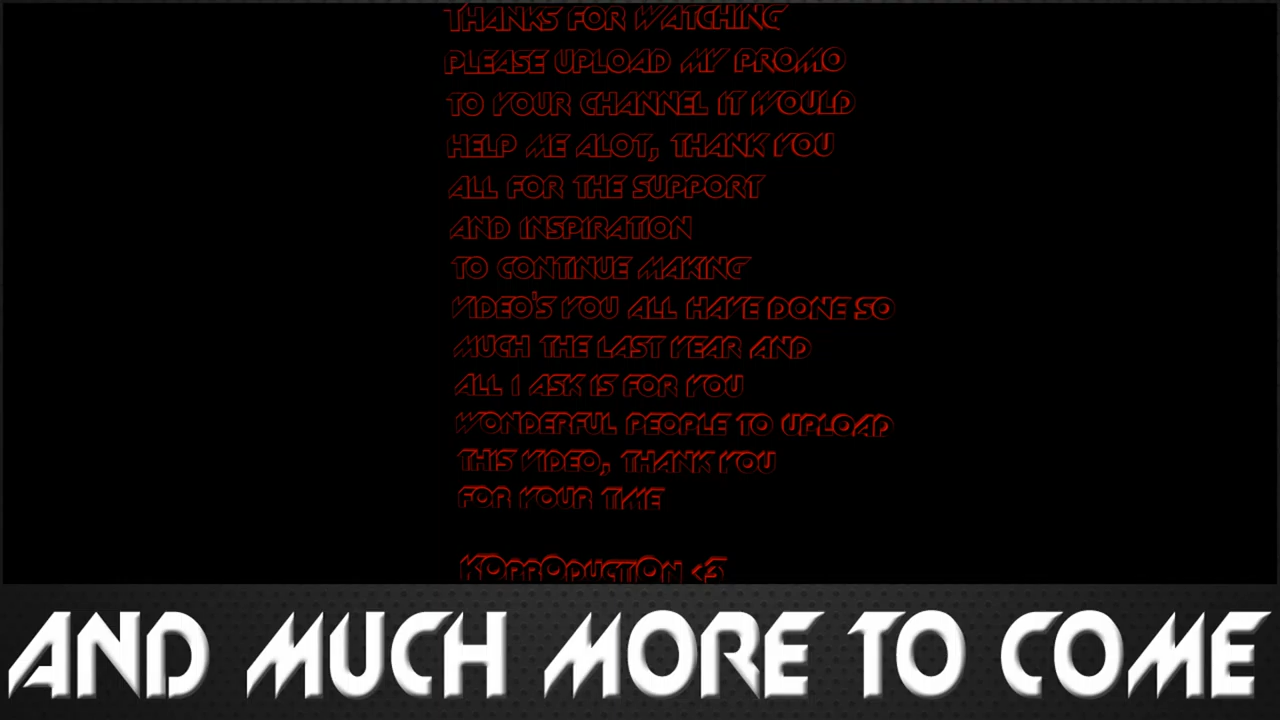 THANKS FOR WATCHING
PLEASE UPLOAD MY PROMO
TO YOUR CHANNEL IT WOULD
HELP ME ALOT, THANK YOU
ALL FOR THE SUPPORT
AND INSPIRATION
TO CONTINUE MAKING
VIDEO'S YOU ALL HAVE DONE SO
MUCH THE LAST YEAR AND
ALL I ASK IS FOR YOU
WONDERFUL PEOPLE TO UPLOAD
THIS VIDEO, THANK YOU
FOR YOUR TIME
KOPRODUCTION <3
AND MUCH MORE TO COME